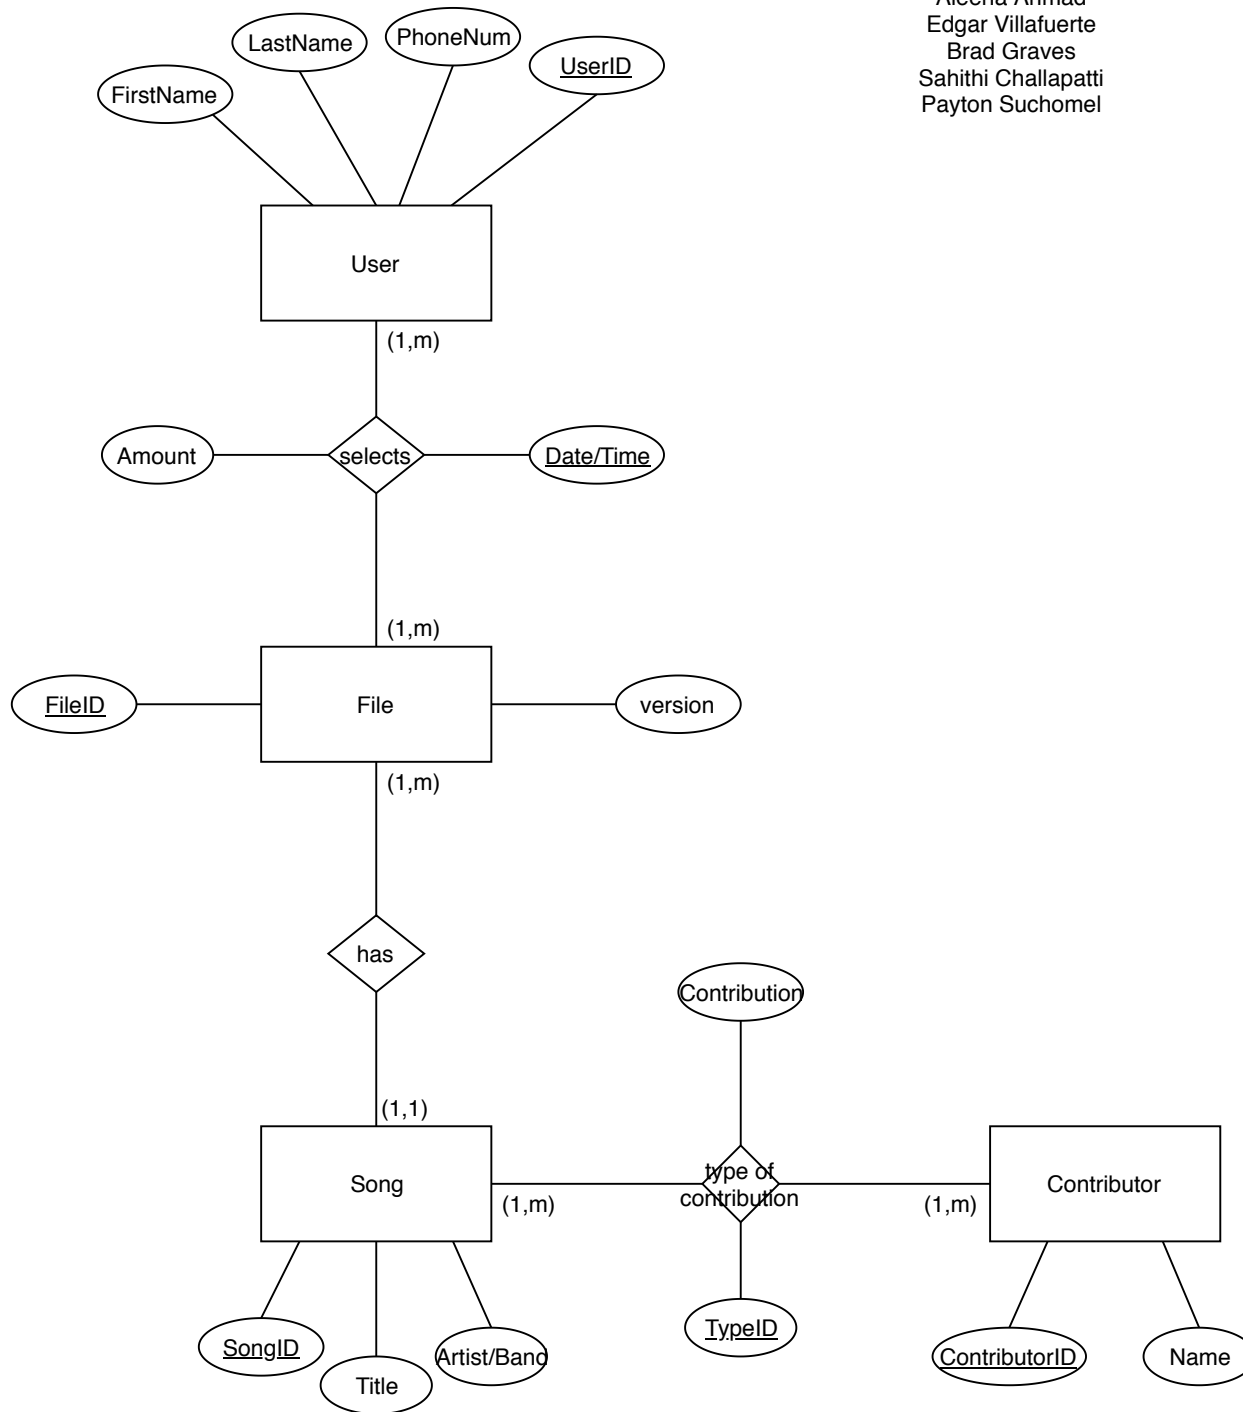 Edgar Villafuerte
Brad Graves
Sahithi Challapatti
Payton Suchomel
LastName
PhoneNum
UserID
FirstName
User
(1,m)
Amount
selects
Date/Time
(1,m)
FileID
File
version
(1,m)
has
Contribution
(1,1)
Song
type of
contribution
Contributor
(1,m)
(1,m)
SongID
Title
Artist/Band
TypeID
ContributorID
Name